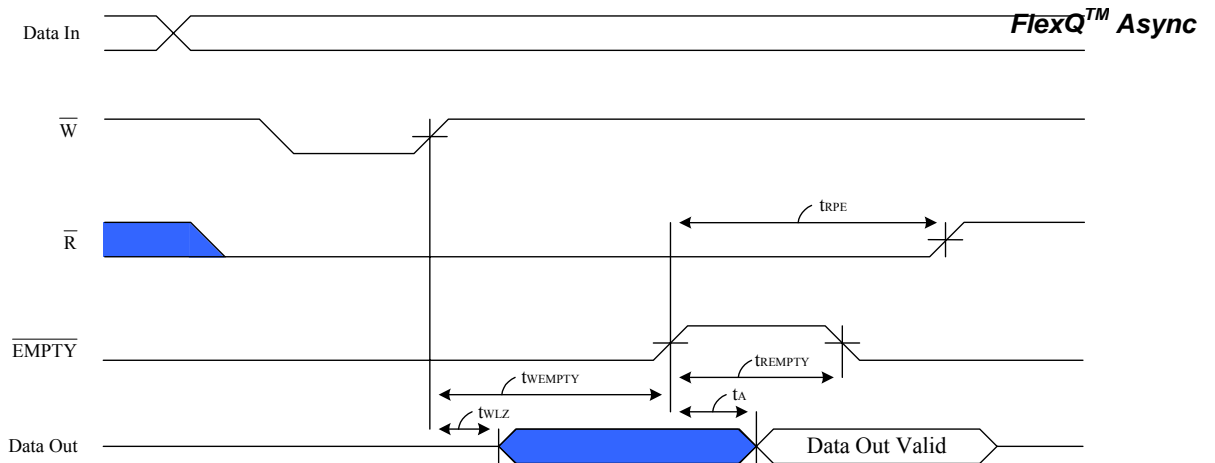 FlexQTM Async
Data In
W
tRPE
R
EMPTY
tREMPTY
tWEMPTY
tA
tWLZ
Data Out
Data Out Valid